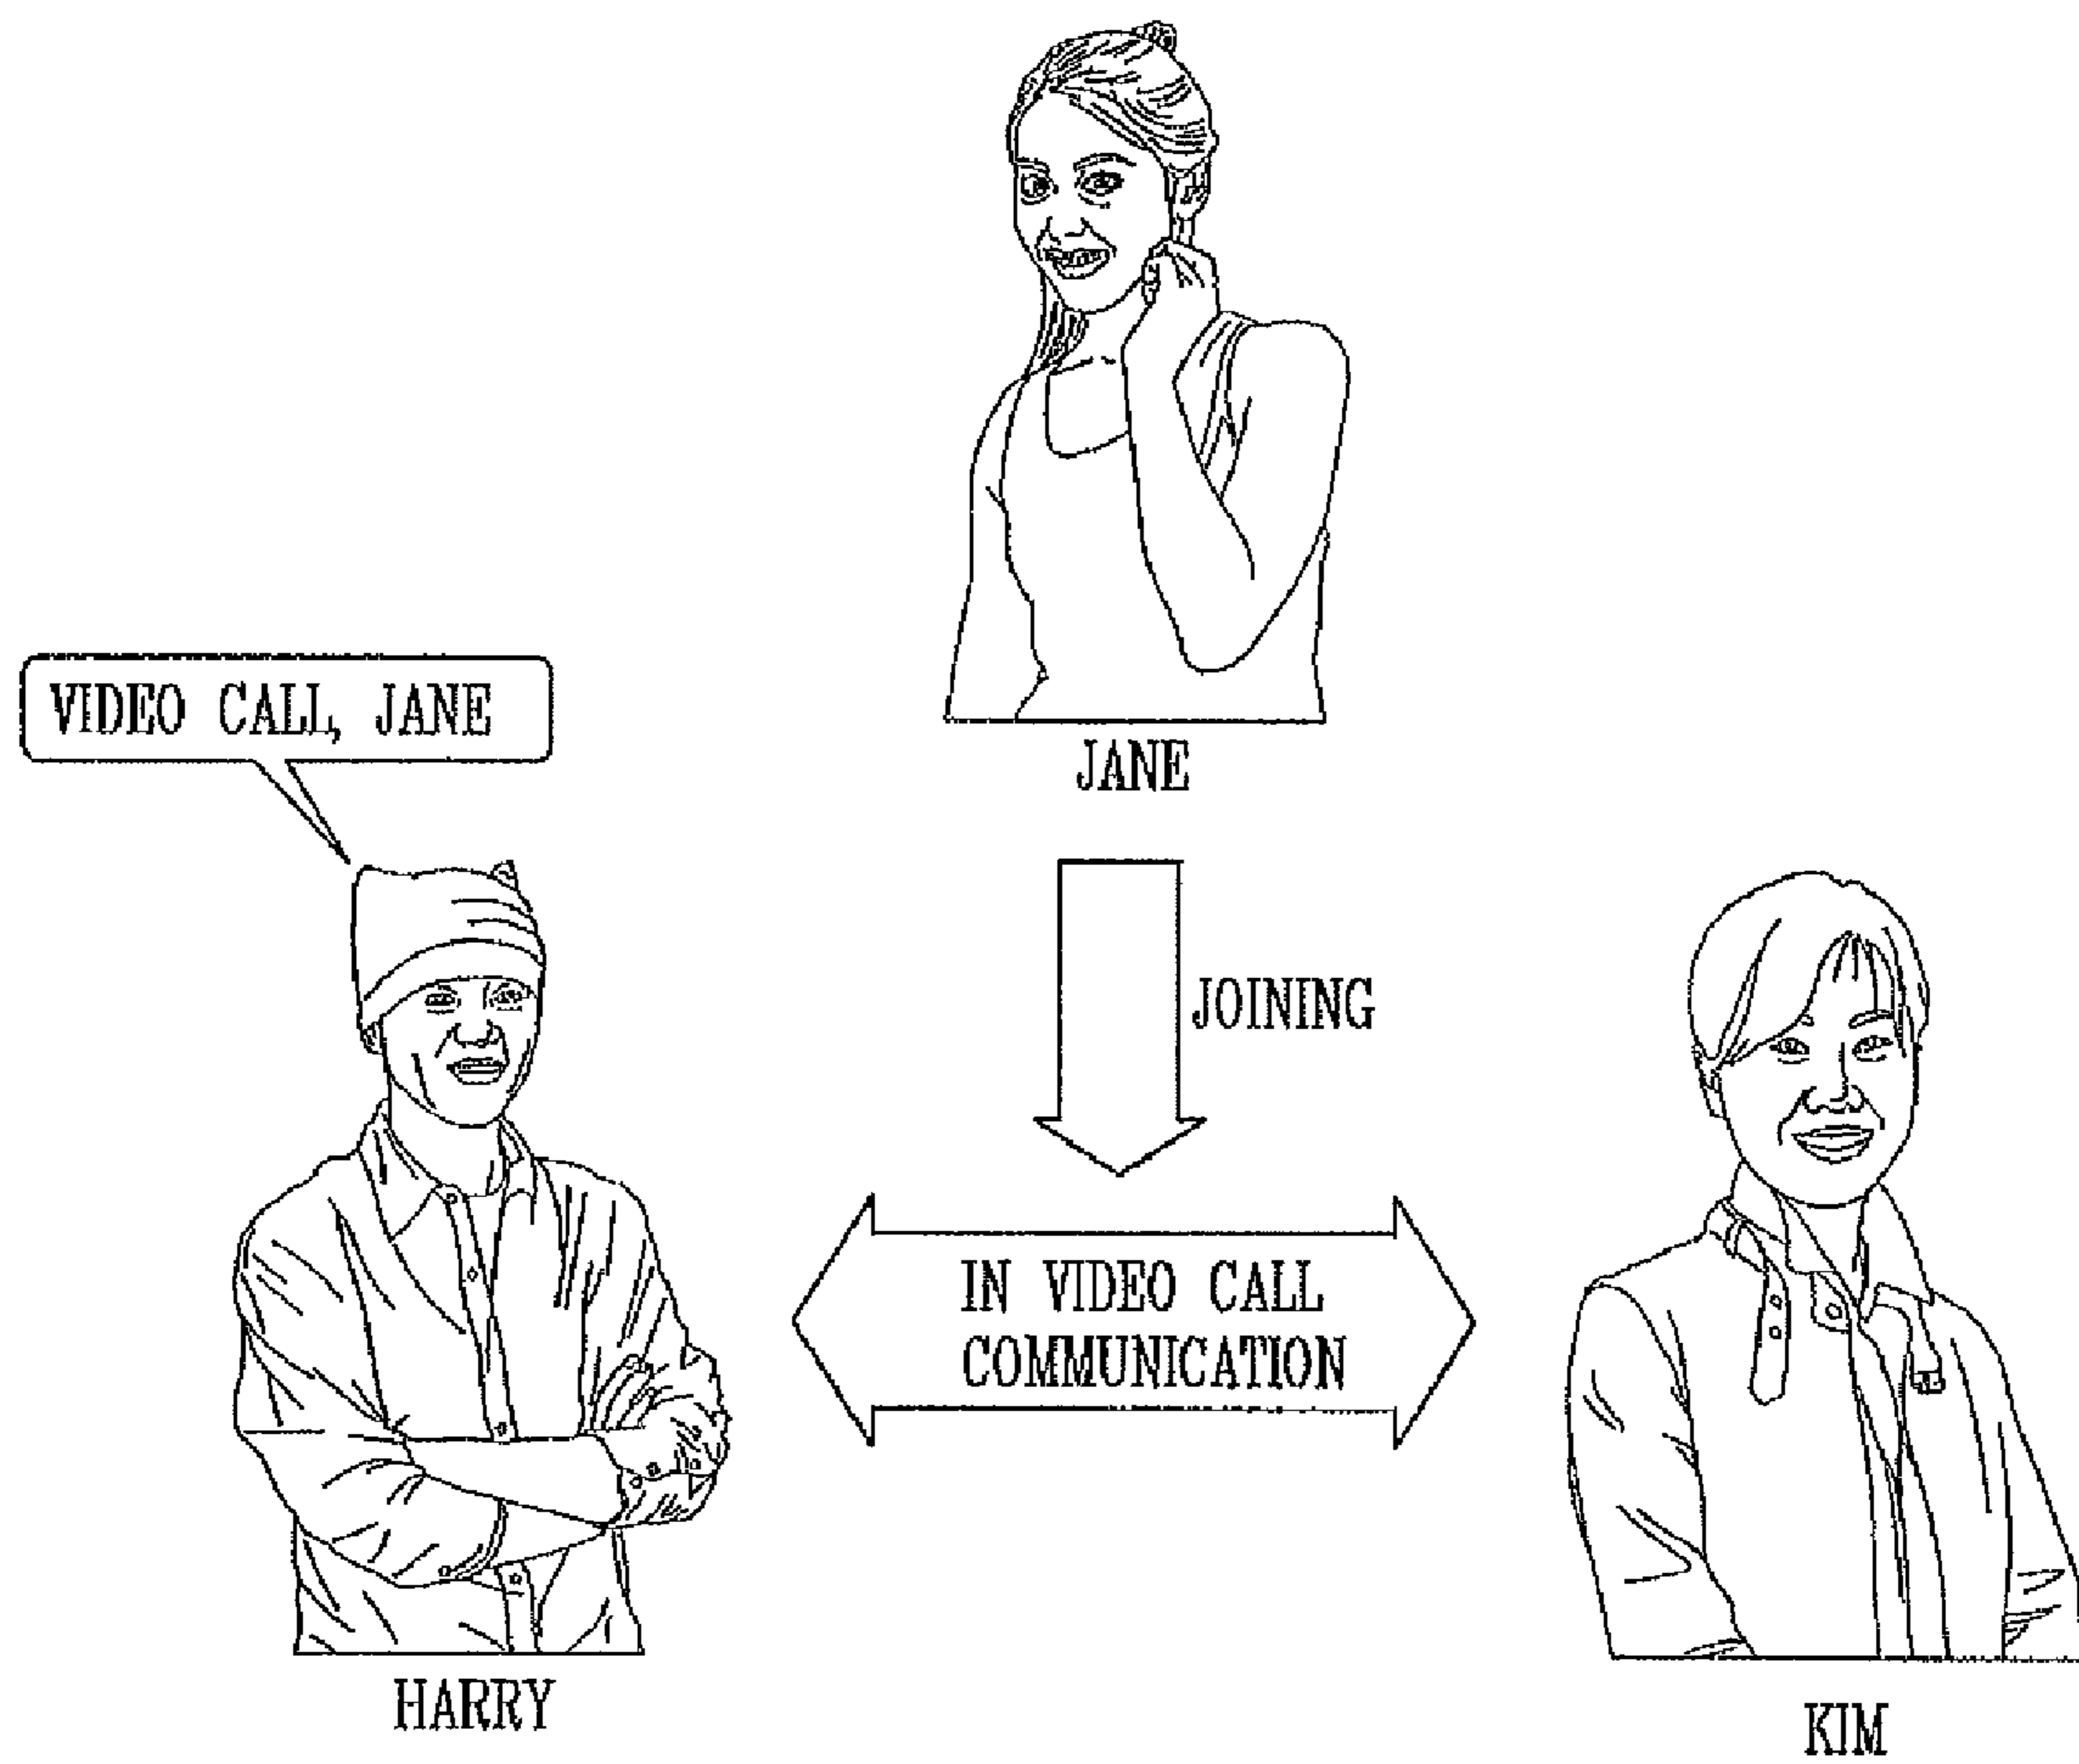 VIDEO CALL, JANE
JANE
JOINING
IN VIDEO CALL
COMMUNICATION
HARRY
KIM